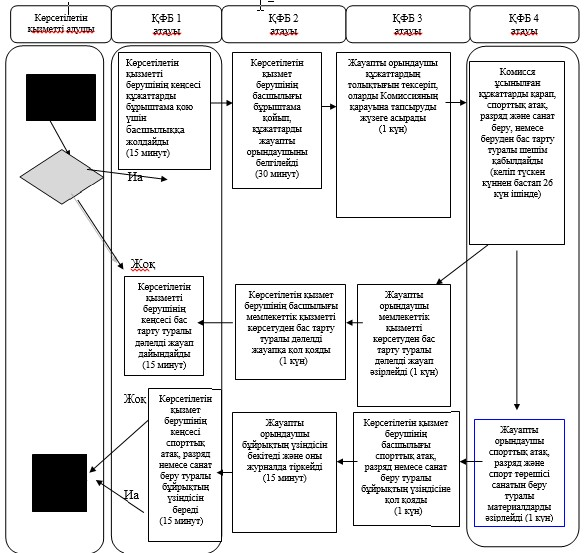 Көрсетілетін
қызметті алушы
ҚФБ 1
атауы
ҚФБ 2
атауы
ҚФБ 3
атауы
ҚФБ 4
атауы
Көрсетілетін
қызметті
берушінің кеңсесі
құжаттарды
бұрыштама қою
үшін
басшылыққа
жолдайды
(15 минут)
Көрсетілетін
қызмет
берушінің
басшылығы
бұрыштама
қойып,
құжаттарды
жауапты
орындаушыны
белгілейді
(30 минут)
Жауапты орындаушы
құжаттардың
толықтығын тексеріп,
оларды Комиссияның
қарауына тапсыруды
жүзеге асырады
(1 күн)
Комисся
ұсынылған
құжаттарды қарап,
спорттық атақ,
разряд және санат
беру, немесе
беруден бас тарту
туралы шешім
қабылдайды
(келіп түскен
күннен бастап 26
күн ішінде)
Иа
Жоқ
Көрсетілетін
қызметті
берушінің
кеңсесі бас
тарту туралы
дәлелді жауап
дайындайды
(15 минут)
Көрсетілетін қызмет
берушінің басшылығы
мемлекеттік қызметті
көрсетуден бас тарту
туралы дәлелді
жауапқа қол қояды
(1 күн)
Жауапты
орындаушы
мемлекеттік
қызметті
көрсетуден бас
тарту туралы
дәлелді жауап
әзірлейді (1 күн)
Жоқ
Көрсетілетін
қызмет
берушінің
кеңсесі
спорттық
атақ, разряд
немесе санат
беру туралы
бұйрықтың
үзіндісін
береді
(15 минут)
Жауапты
орындаушы
бұйрықтың үзіндісін
бекітеді және оны
журналда тіркейді
(15 минут)
Көрсетілетін қызмет
берушінің
басшылығы
спорттық атақ,
разряд немесе санат
беру туралы
бұйрықтың үзіндісіне
қол қояды
(1 күн)
Жауапты
орындаушы
спорттық атақ,
разряд және
спорт төрешісі
санатын беру
туралы
материалдарды
әзірлейді (1 күн)
Иа